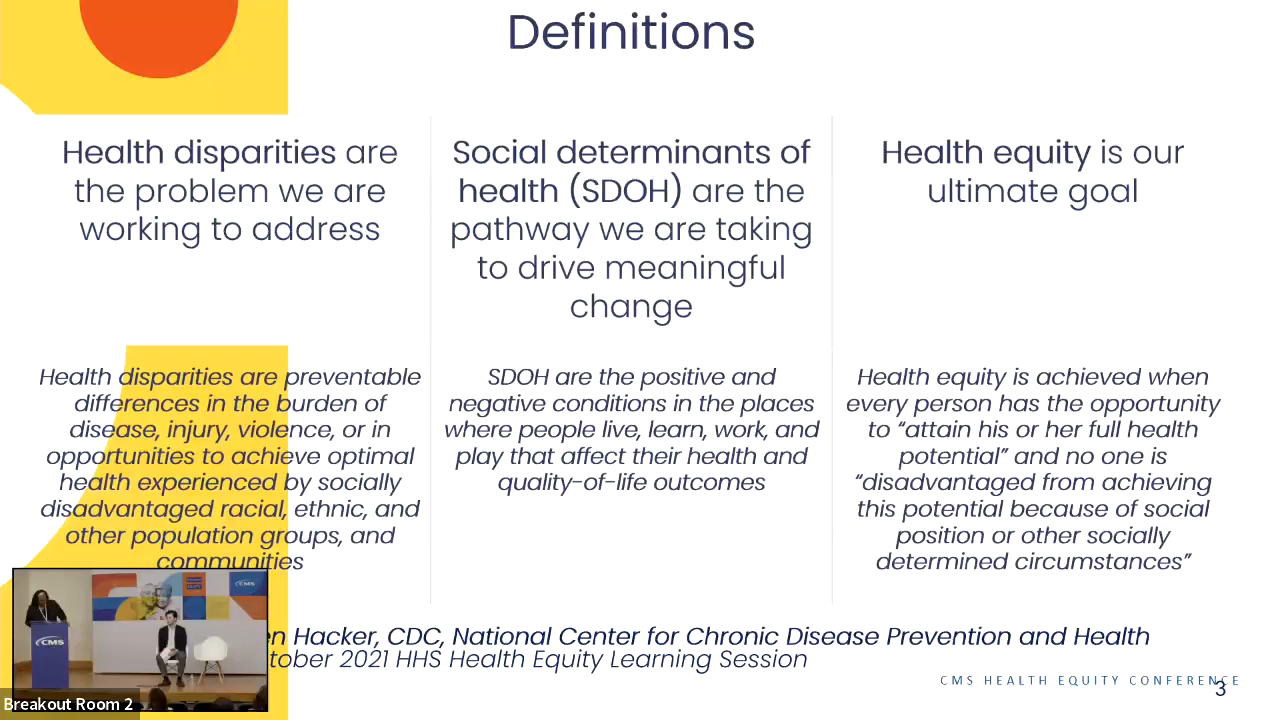 Definitions
Health disparities are
the problem we are
working to address
Social determinants of
health (SDOH) are the
pathway we are taking
to drive meaningful
change
Health equity is our
ultimate goal
Health disparities are preventable
differences in the burden of
disease, injury, violence, or in
opportunities to achieve optimal
health experienced by socially
disadvantaged racial, ethnic, and
other population groups, and
communities
SDOH are the positive and
negative conditions in the places
where people live, learn, work, and
play that affect their health and
quality-of-life outcomes
Health equity is achieved when
every person has the opportunity
to “attain his or her full health
potential” and no one is
“disadvantaged from achieving
this potential because of social
position or other socially
determined circumstances”
Hacker, CDC, National Center for Chronic Disease Prevention and Health
2021 HHS Health Equity Learning Session
CMS HEALTH EQUITY CONFERENCE
3
CMS
CMS
Breakout Room 2